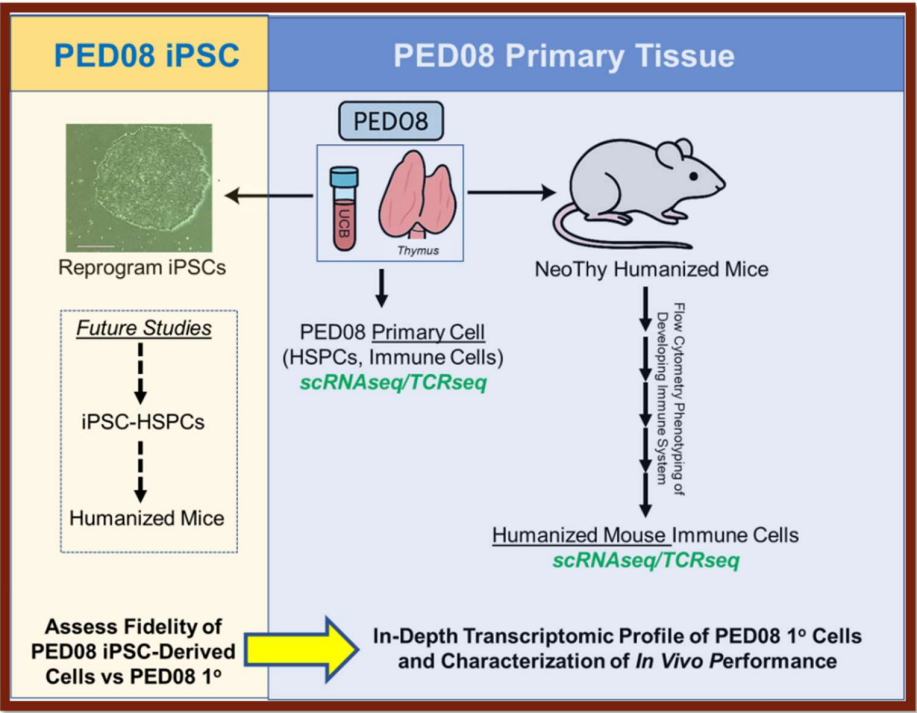 PED08 iPSC
PED08 Primary Tissue
PED08
UCB
Thymus
Reprogram iPSCs
NeoThy Humanized Mice
Future Studies
iPSC-HSPCs
Humanized Mice
PED08 Primary Cell
(HSPCs, Immune Cells)
scRNAseq/TCRseq
Flow Cytometry Phenotyping of
Developing Immune System
Humanized Mouse Immune Cells
scRNAseq/TCRseq
Assess Fidelity of
PED08 iPSC-Derived
Cells vs PED08 1º
In-Depth Transcriptomic Profile of PED08 1º Cells
and Characterization of In Vivo Performance